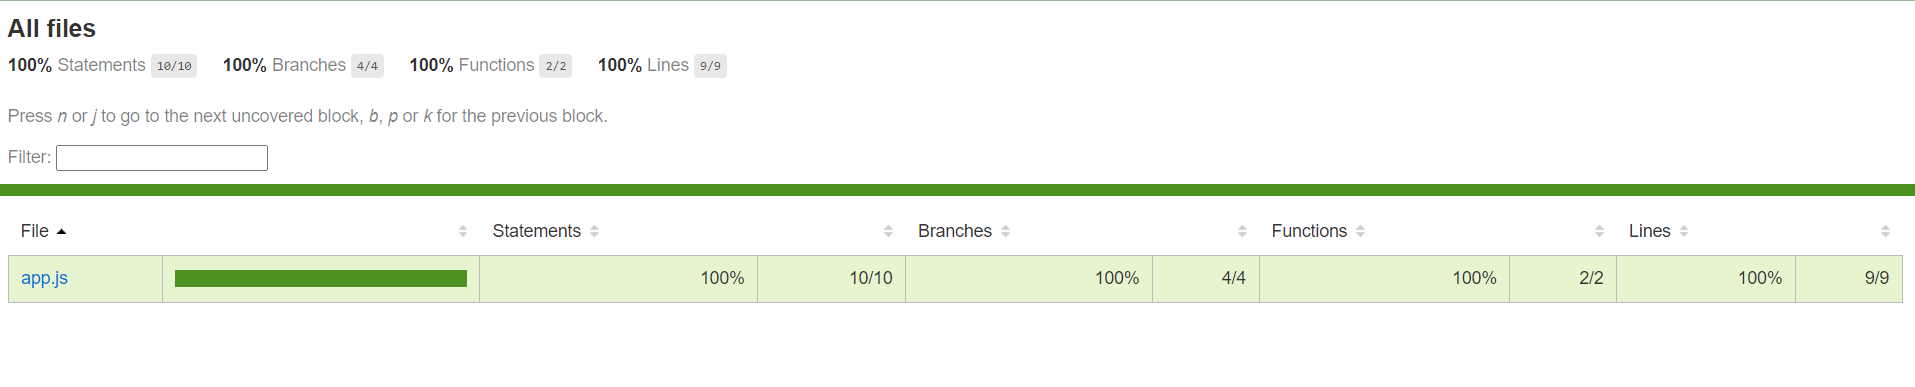 All files
100% Statements 10/10 100% Branches 4/4 100% Functions 2/2 100% Lines 9/9
Press n or j to go to the next uncovered block, b, p or k for the previous block.
Filter:
File Statements Branches Functions Lines
app.js 100% 10/10 100% 4/4 100% 2/2 100% 9/9